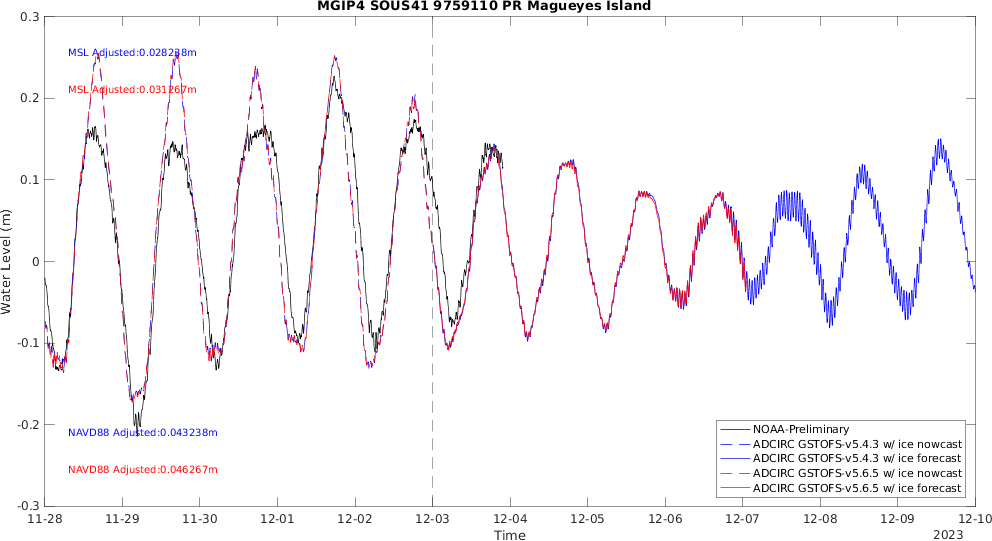 MGIP4 SOUS41 9759110 PR Magueyes Island
0.3
0.2
0.1
0
-0.1
-0.2
-0.3
Water Level (m)
MSL Adjusted:0.028238m
MSL Adjusted:0.031267m
NAVD88 Adjusted:0.043238m
NAVD88 Adjusted:0.046267m
NOAA-Preliminary
ADCIRC GSTOFS-v5.4.3 w/ ice nowcast
ADCIRC GSTOFS-v5.4.3 w/ ice forecast
ADCIRC GSTOFS-v5.6.5 w/ ice nowcast
ADCIRC GSTOFS-v5.6.5 w/ ice forecast
11-28 11-29 11-30 12-01 12-02 12-03 12-04 12-05 12-06 12-07 12-08 12-09 12-10
Time
2023